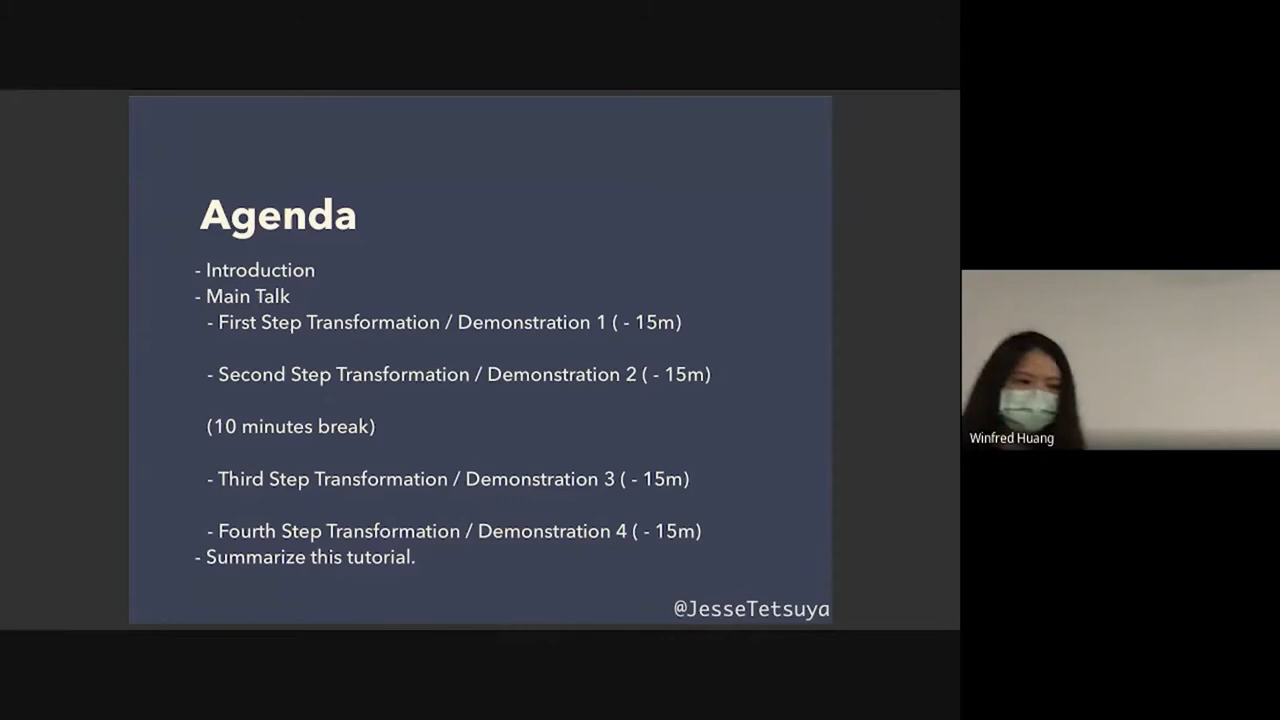 Agenda
- Introduction
- Main Talk
- First Step Transformation / Demonstration 1 ( - 15m)
- Second Step Transformation / Demonstration 2 ( - 15m)
(10 minutes break)
- Third Step Transformation / Demonstration 3 ( - 15m)
- Fourth Step Transformation / Demonstration 4 ( - 15m)
- Summarize this tutorial.
@JesseTetsuya
Winfred Huang